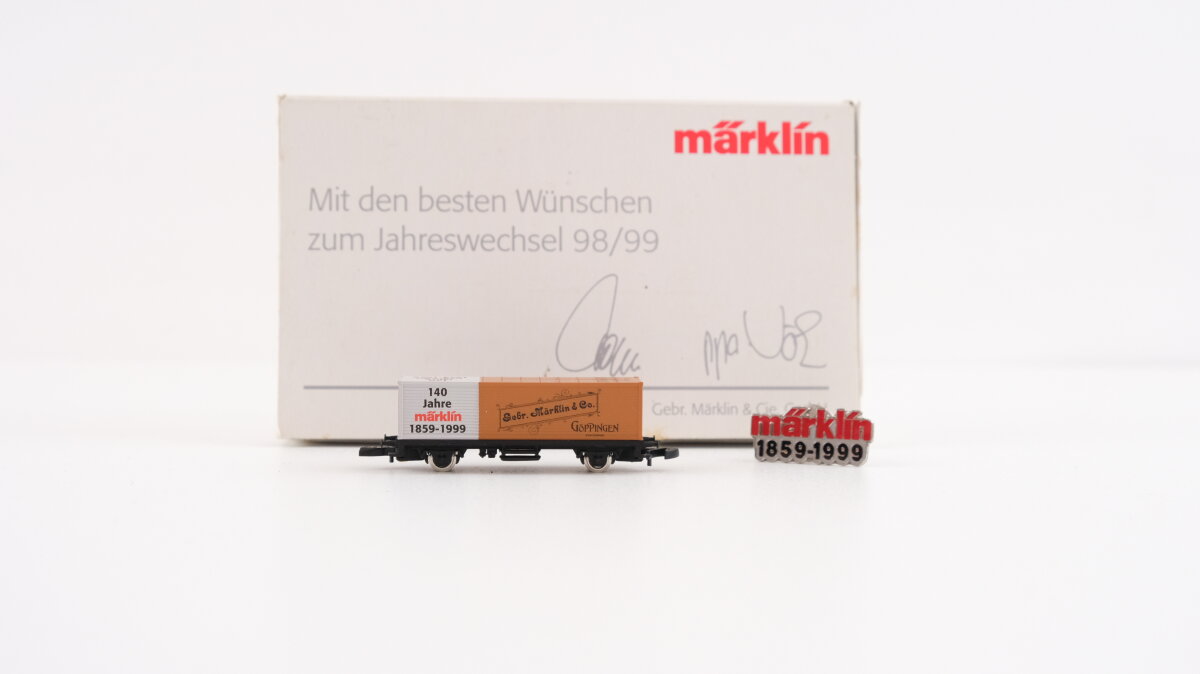 märklin
Mit den besten Wünschen
zum Jahreswechsel 98/99
ppa
Gebr. Märklin & Cie. GmbH
140
Jahre
märklin
1859-1999
Gebr. Märklin & Co.
GÖPPINGEN
märklin
1859-1999